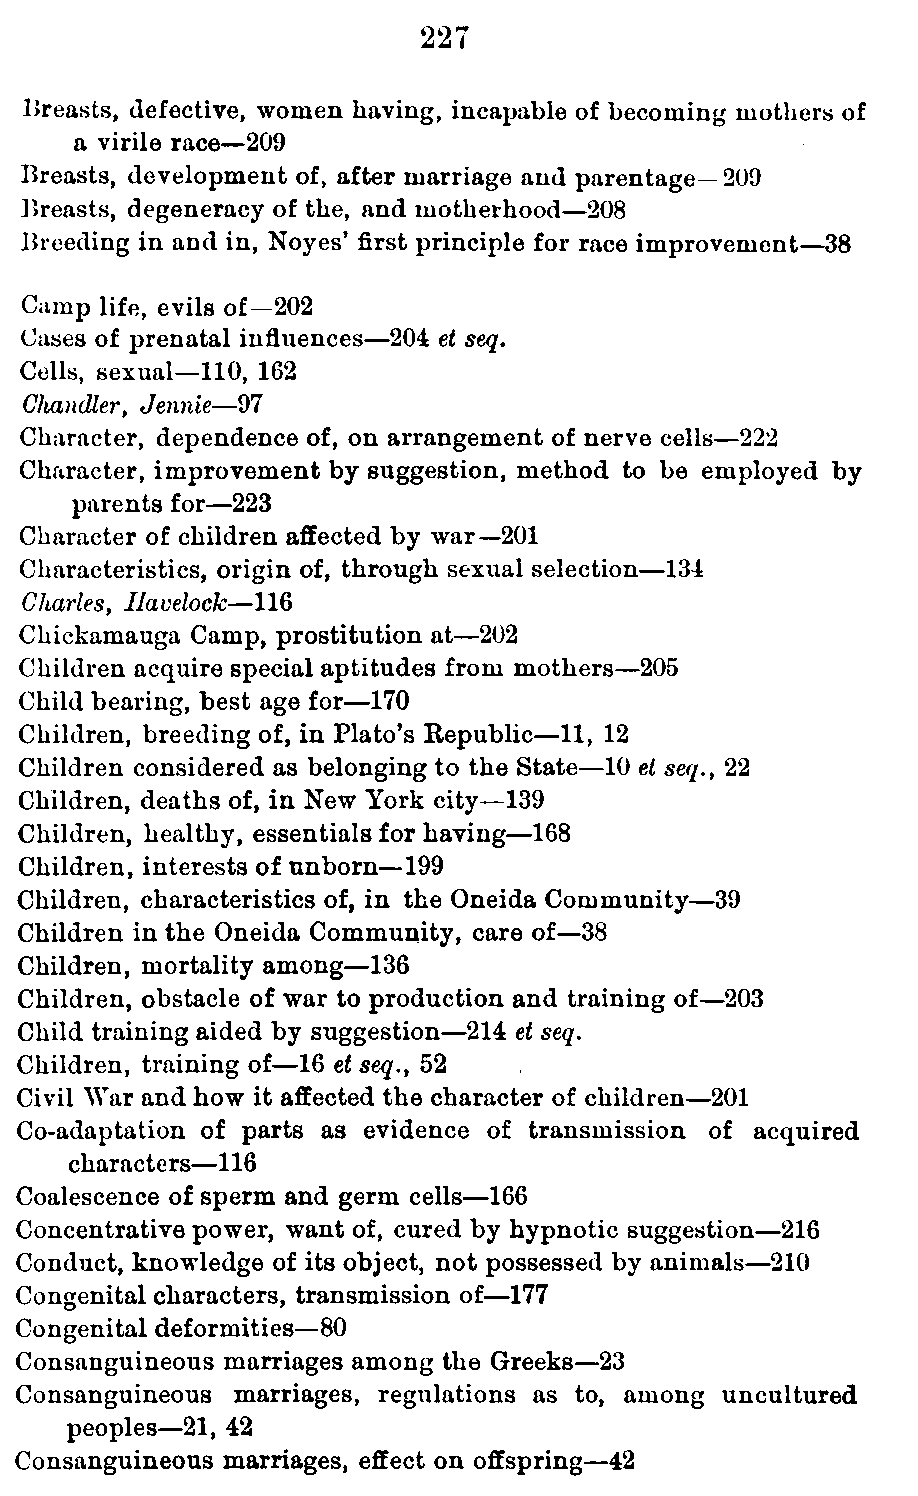 227
Breasts, defective, women having, incapable of becoming mothers of
a virile race—209
Breasts, development of, after marriage and parentage—209
Breasts, degeneracy of the, and motherhood—208
Breeding in and in, Noyes' first principle for race improvement—38
Camp life, evils of—202
Cases of prenatal influences—204 et seq.
Cells, sexual—110, 162
Chandler, Jennie—97
Character, dependence of, on arrangement of nerve cells—222
Character, improvement by suggestion, method to be employed by
parents for—223
Character of children affected by war—201
Characteristics, origin of, through sexual selection—134
Charles, Havelock—116
Chickamauga Camp, prostitution at—202
Children acquire special aptitudes from mothers—205
Child bearing, best age for—170
Children, breeding of, in Plato's Republic—11, 12
Children considered as belonging to the State—10 et seq., 22
Children, deaths of, in New York city—139
Children, healthy, essentials for having—168
Children, interests of unborn—199
Children, characteristics of, in the Oneida Community—39
Children in the Oneida Community, care of—38
Children, mortality among—136
Children, obstacle of war to production and training of—203
Child training aided by suggestion—214 et seq.
Children, training of—16 et seq., 52
Civil War and how it affected the character of children—201
Co-adaptation of parts as evidence of transmission of acquired
characters—116
Coalescence of sperm and germ cells—166
Concentrative power, want of, cured by hypnotic suggestion—216
Conduct, knowledge of its object, not possessed by animals—210
Congenital characters, transmission of—177
Congenital deformities—80
Consanguineous marriages among the Greeks—23
Consanguineous marriages, regulations as to, among uncultured
peoples—21, 42
Consanguineous marriages, effect on offspring—42